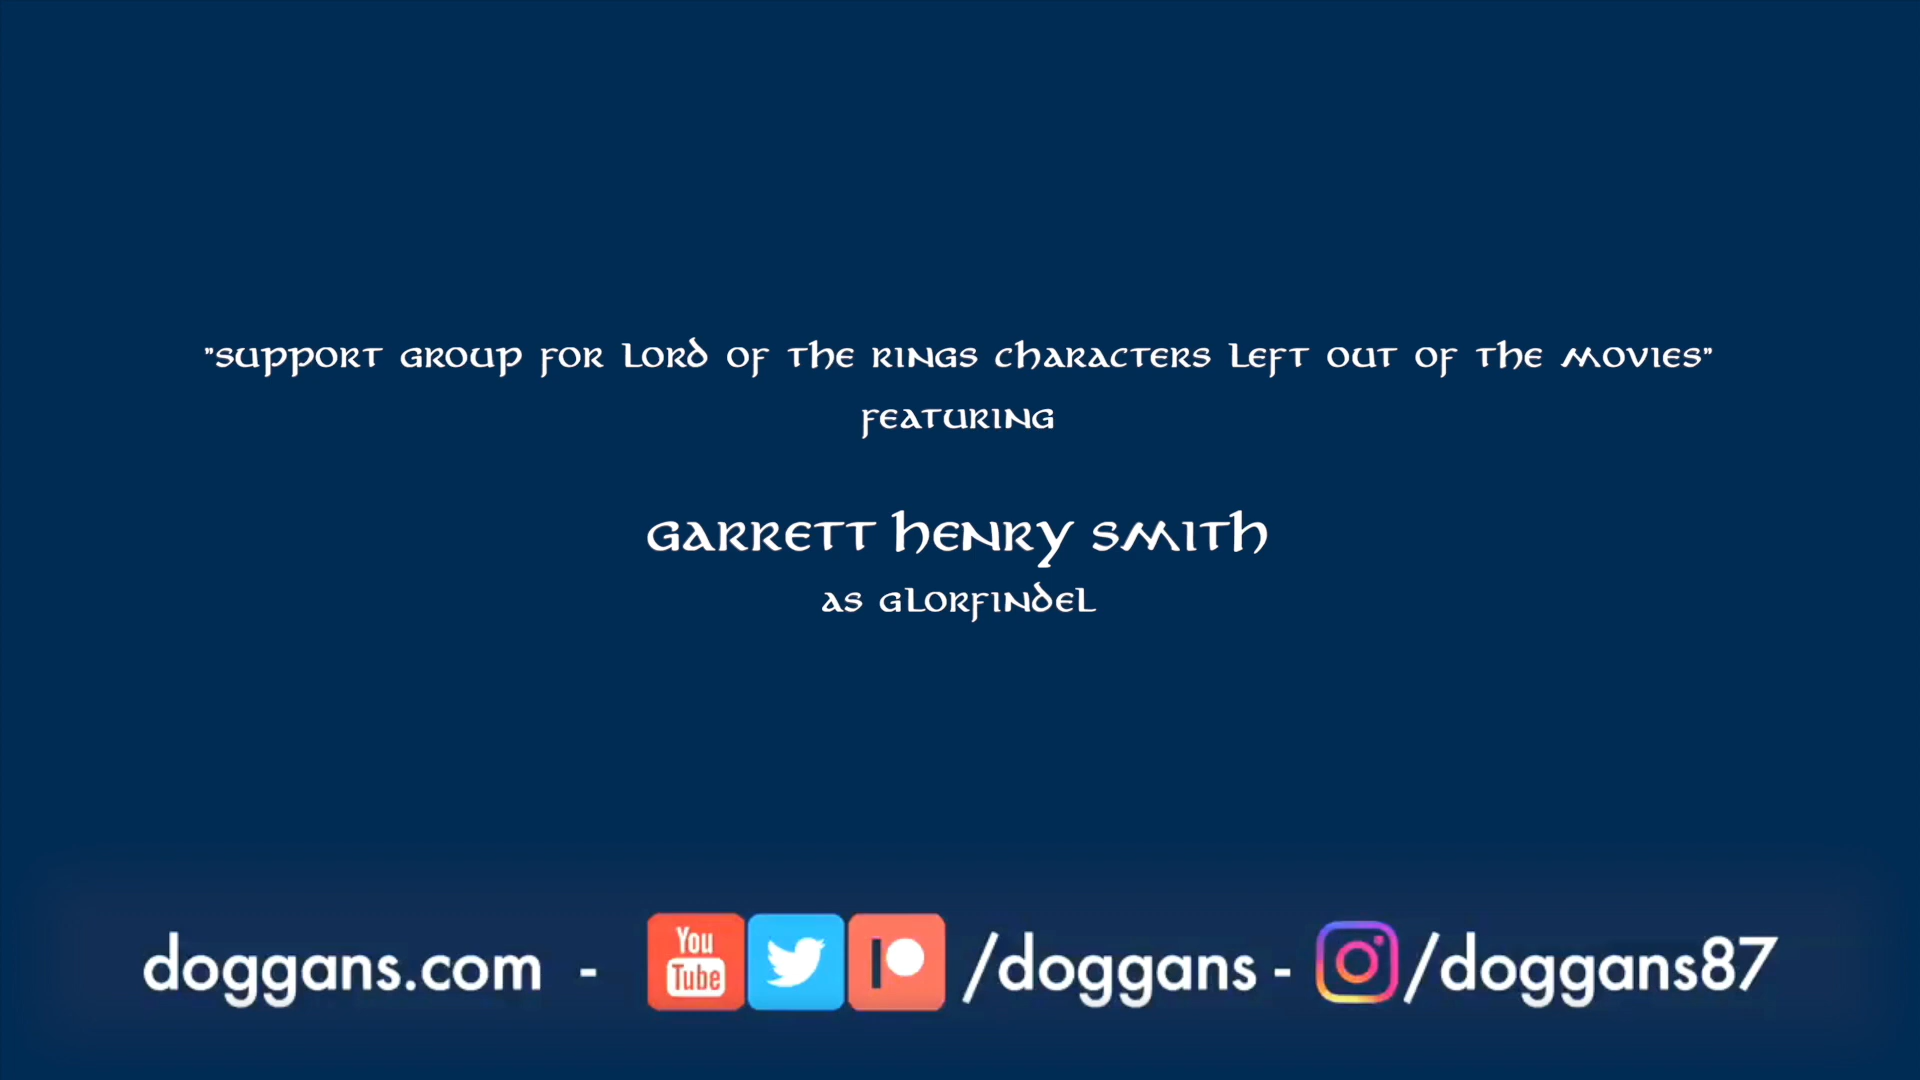 "Support Group for Lord of the Rings Characters Left Out of the Movies"
featuring
Garrett Henry Smith
as Glorfindel
doggans.com - You Tube /doggans - /doggans87